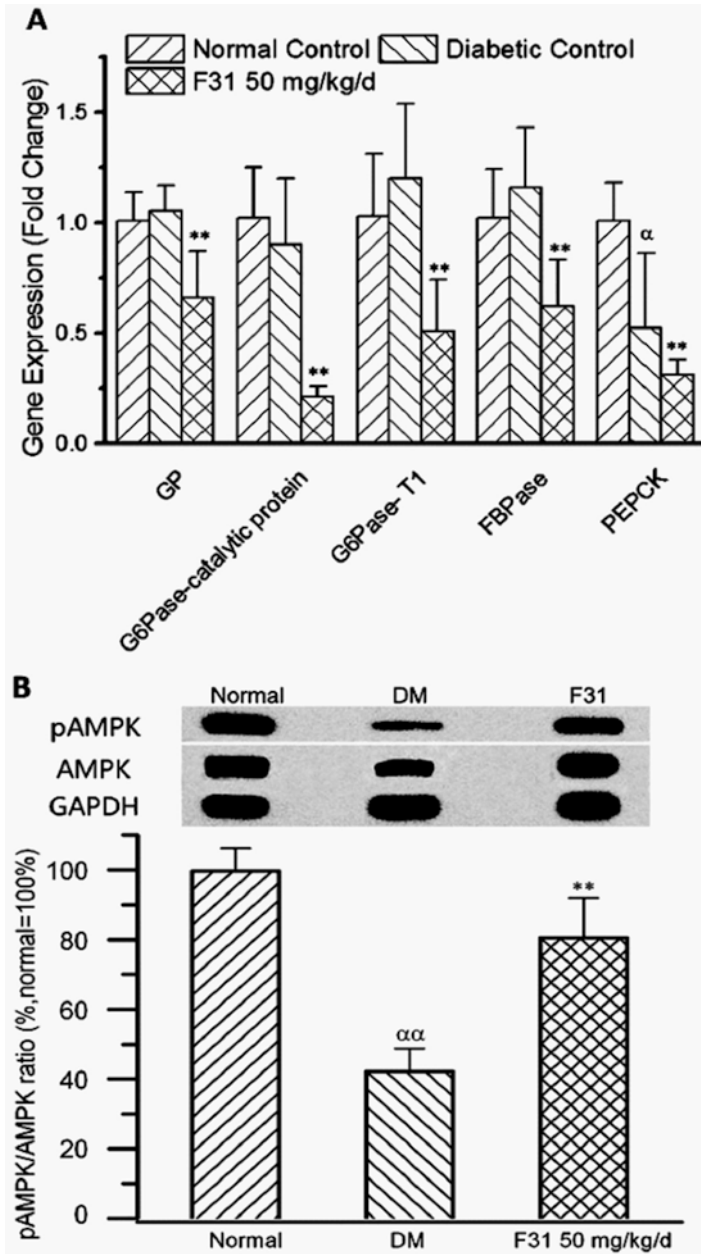 A
Normal Control Diabetic Control
F31 50 mg/kg/d
Gene Expression (Fold Change)
1.5
1.0
0.5
0.0
**
**
**
**
α
**
GP
G6Pase-catalytic protein
G6Pase- T1
FBPase
PEPCK
B
Normal DM F31
pAMPK
AMPK
GAPDH
pAMPK/AMPK ratio (%,normal=100%)
100
80
60
40
20
0
αα
**
Normal DM F31 50 mg/kg/d